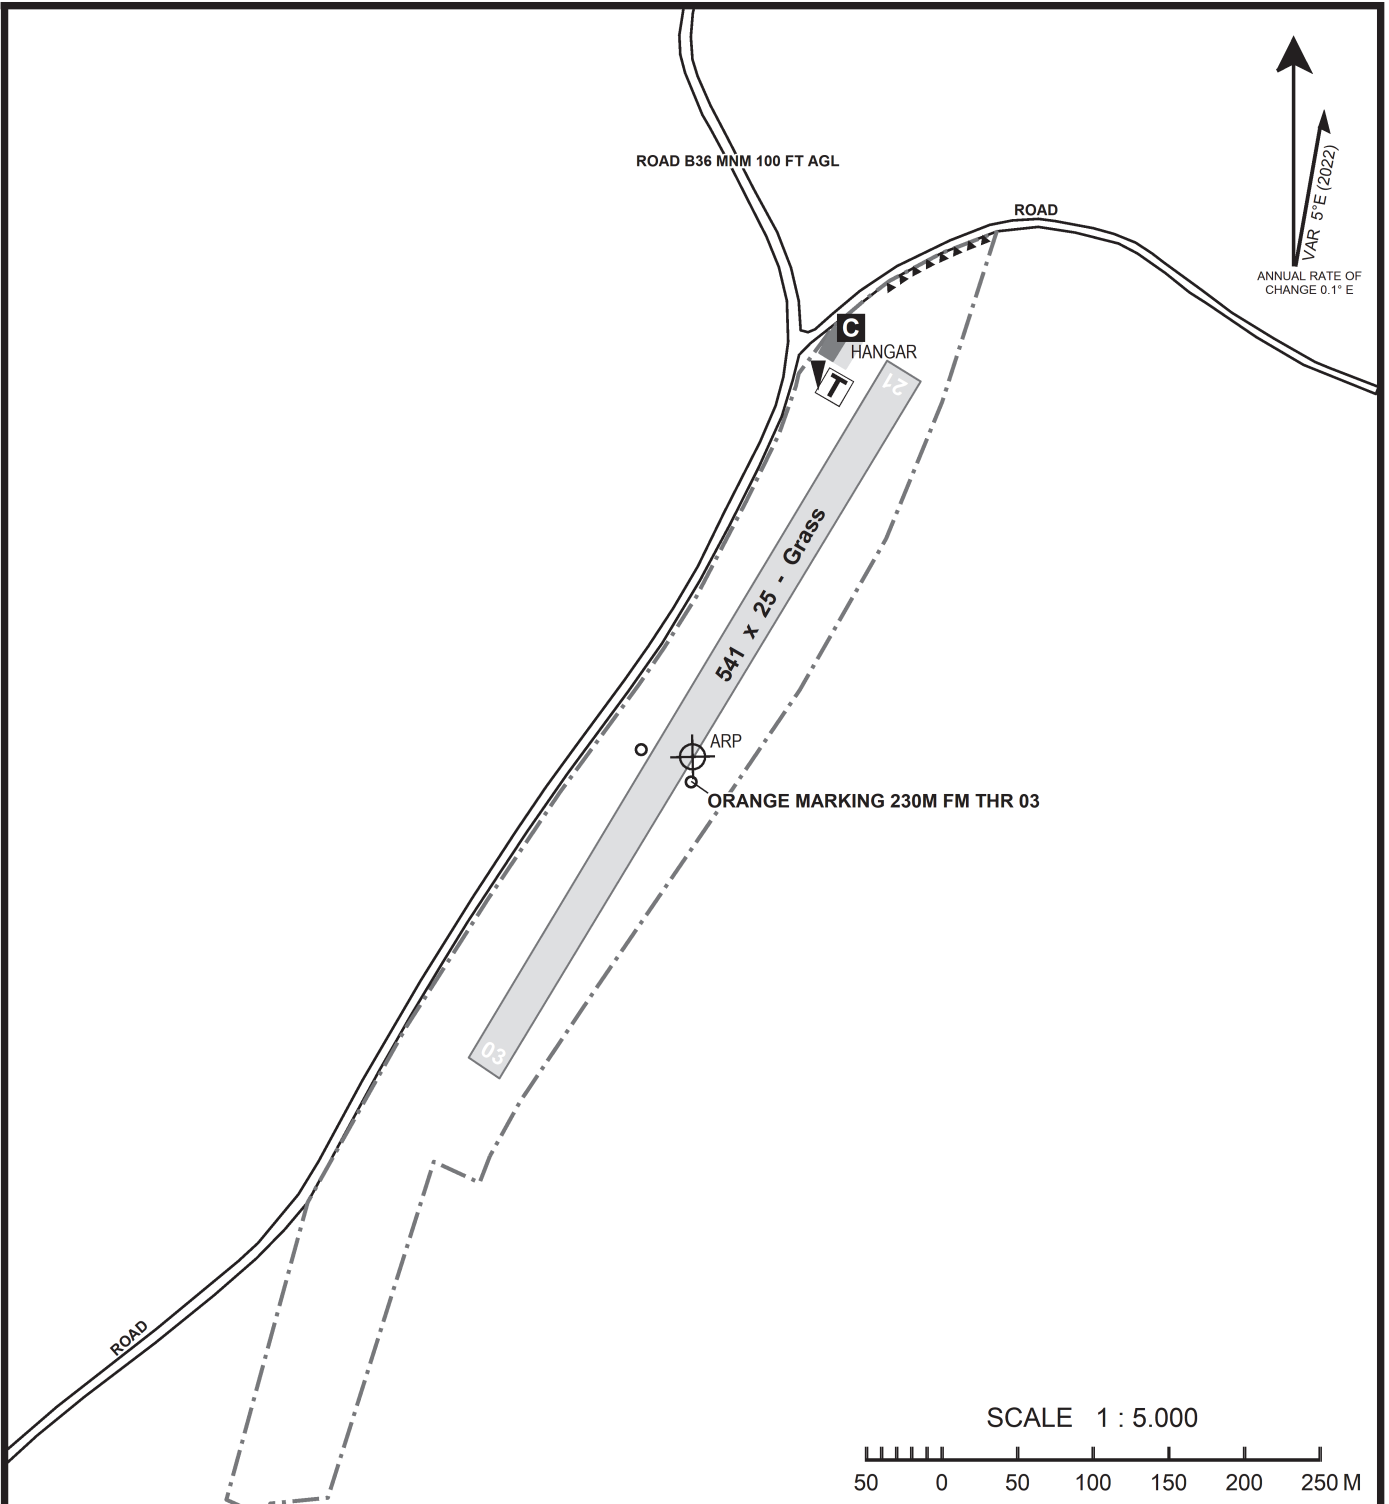 ROAD B36 MNM 100 FT AGL
VAR 5°E (2022)
ANNUAL RATE OF
CHANGE 0.1° E
ROAD
C
HANGAR
T
21
541 x 25 - Grass
ARP
ORANGE MARKING 230M FM THR 03
03
ROAD
SCALE 1 : 5.000
50 0 50 100 150 200 250 M